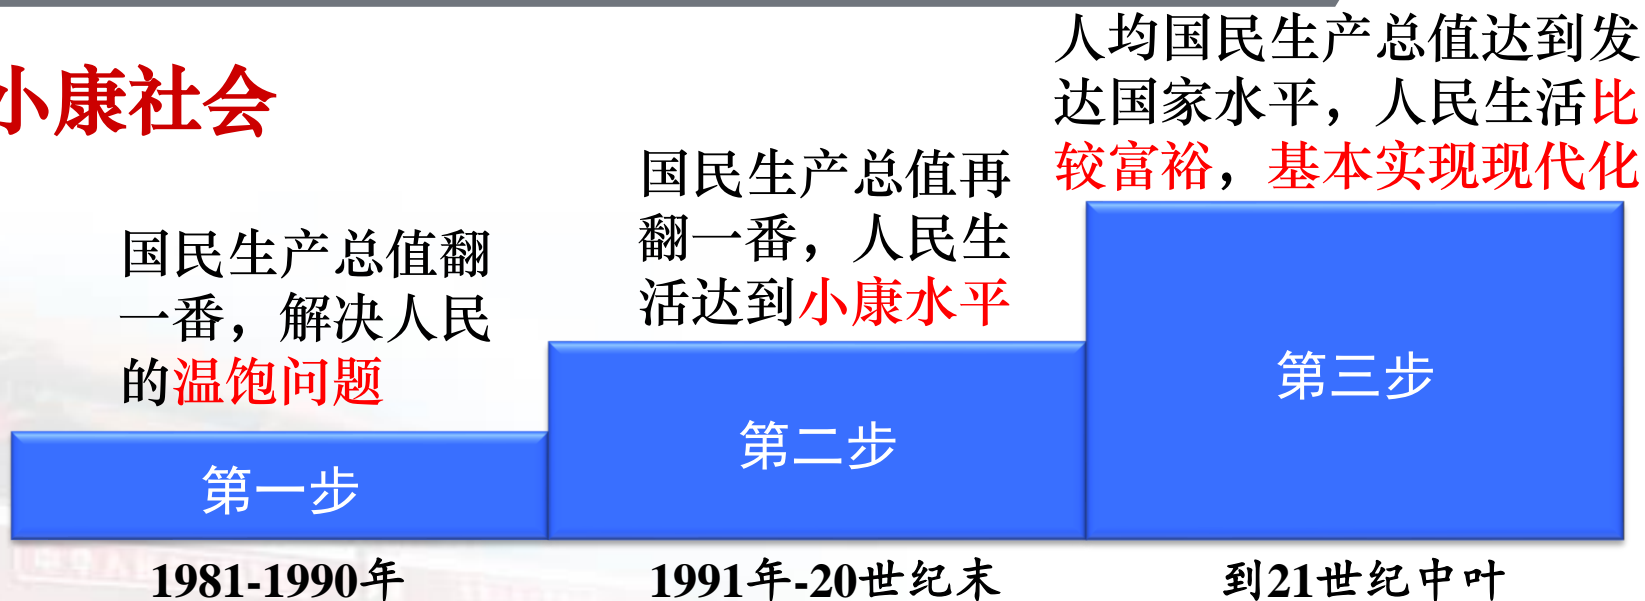 小康社会
国民生产总值翻
一番，解决人民
的温饱问题
国民生产总值再
翻一番，人民生
活达到小康水平
人均国民生产总值达到发
达国家水平，人民生活比
较富裕，基本实现现代化
第一步
第二步
第三步
1981-1990年
1991年-20世纪末
到21世纪中叶